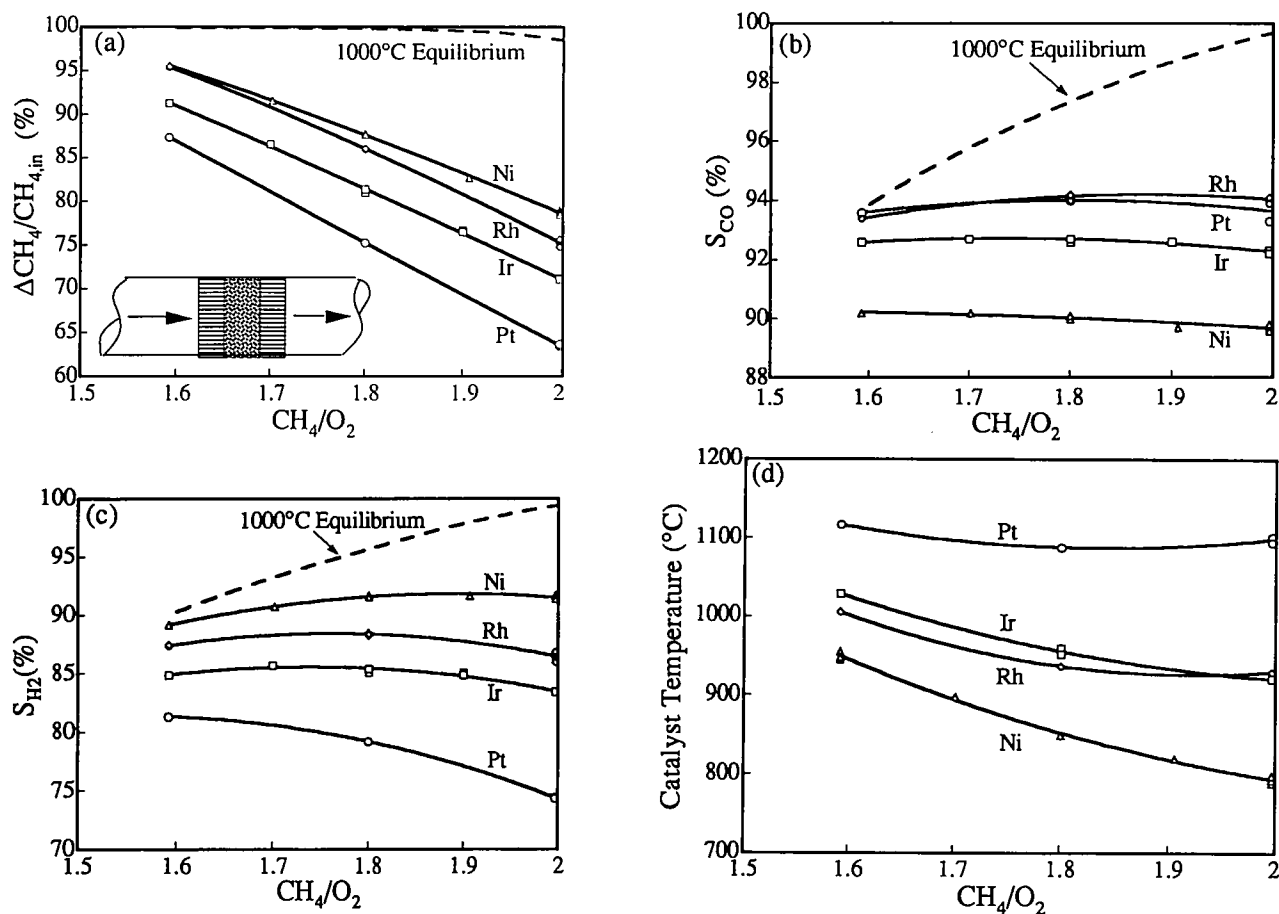 (a)
1000°C Equilibrium
ΔCH₄/CH₄,in (%)
100
95
90
85
80
75
70
65
60
Ni
Rh
Ir
Pt
1.5 1.6 1.7 1.8 1.9 2
CH₄/O₂
(b)
1000°C Equilibrium
S_CO (%)
100
98
96
94
92
90
88
Rh
Pt
Ir
Ni
1.5 1.6 1.7 1.8 1.9 2
CH₄/O₂
(c)
1000°C Equilibrium
S_H2(%)
100
95
90
85
80
75
70
Ni
Rh
Ir
Pt
1.5 1.6 1.7 1.8 1.9 2
CH₄/O₂
(d)
Catalyst Temperature (°C)
1200
1100
1000
900
800
700
Pt
Ir
Rh
Ni
1.5 1.6 1.7 1.8 1.9 2
CH₄/O₂